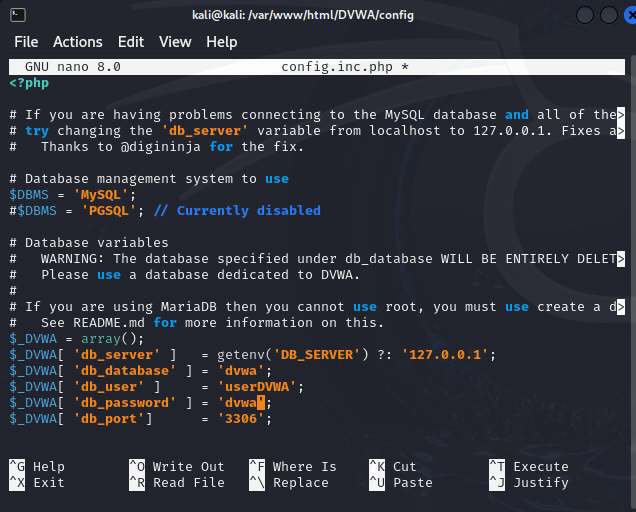 kali@kali: /var/www/html/DVWA/config
File Actions Edit View Help
GNU nano 8.0 config.inc.php *
<?php
# If you are having problems connecting to the MySQL database and all of the>
# try changing the 'db_server' variable from localhost to 127.0.0.1. Fixes a>
#   Thanks to @digininja for the fix.
# Database management system to use
$DBMS = 'MySQL';
#$DBMS = 'PGSQL'; // Currently disabled
# Database variables
#   WARNING: The database specified under db_database WILL BE ENTIRELY DELET>
#   Please use a database dedicated to DVWA.
#
# If you are using MariaDB then you cannot use root, you must use create a d>
#   See README.md for more information on this.
$_DVWA = array();
$_DVWA[ 'db_server' ]   = getenv('DB_SERVER') ?: '127.0.0.1';
$_DVWA[ 'db_database' ] = 'dvwa';
$_DVWA[ 'db_user' ]     = 'userDVWA';
$_DVWA[ 'db_password' ] = 'dvwa';
$_DVWA[ 'db_port']      = '3306';
^G Help ^O Write Out ^F Where Is ^K Cut ^T Execute
^X Exit ^R Read File ^\ Replace ^U Paste ^J Justify